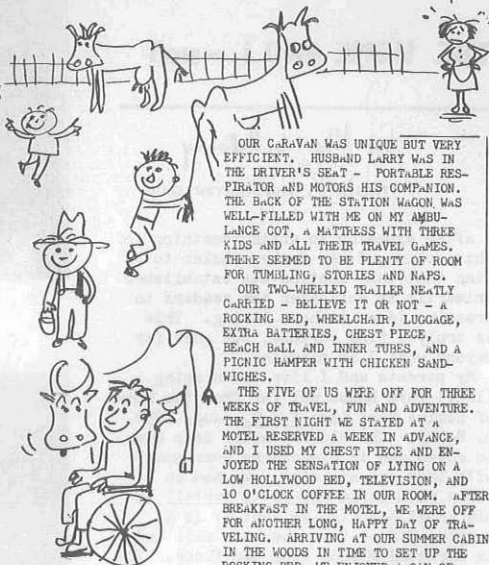 OUR CARAVAN WAS UNIQUE BUT VERY
EFFICIENT. HUSBAND LARRY WAS IN
THE DRIVER'S SEAT - PORTABLE RES-
PIRATOR AND MOTORS HIS COMPANION.
THE BACK OF THE STATION WAGON WAS
WELL-FILLED WITH ME ON MY AMBU-
LANCE COT, A MATTRESS WITH THREE
KIDS AND ALL THEIR TRAVEL GAMES.
THERE SEEMED TO BE PLENTY OF ROOM
FOR TUMBLING, STORIES AND NAPS.
OUR TWO-WHEELED TRAILER NEATLY
CARRIED - BELIEVE IT OR NOT - A
ROCKING BED, WHEELCHAIR, LUGGAGE,
EXTRA BATTERIES, CHEST PIECE,
BEACH BALL AND INNER TUBES, AND A
PICNIC HAMPER WITH CHICKEN SAND-
WICHES.
THE FIVE OF US WERE OFF FOR THREE
WEEKS OF TRAVEL, FUN AND ADVENTURE.
THE FIRST NIGHT WE STAYED AT A
MOTEL RESERVED A WEEK IN ADVANCE,
AND I USED MY CHEST PIECE AND EN-
JOYED THE SENSATION OF LYING ON A
LOW HOLLYWOOD BED, TELEVISION, AND
10 O'CLOCK COFFEE IN OUR ROOM. AFTER
BREAKFAST IN THE MOTEL, WE WERE OFF
FOR ANOTHER LONG, HAPPY DAY OF TRA-
VELING. ARRIVING AT OUR SUMMER CABIN
IN THE WOODS IN TIME TO SET UP THE